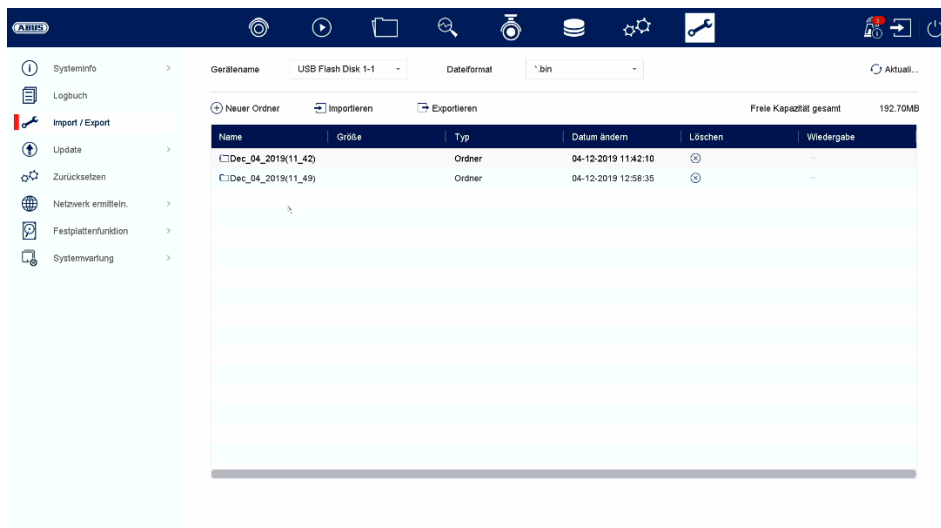 ABUS
9
Systeminfo
Logbuch
Import / Export
Update
Zurücksetzen
Netzwerk ermitteln.
Festplattenfunktion
Systemwartung
Gerätename USB Flash Disk 1-1 Dateiformat *.bin Aktuali...
Neuer Ordner Importieren Exportieren Freie Kapazität gesamt 192.70MB
Name Größe Typ Datum ändern Löschen Wiedergabe
Dec_04_2019(11_42) Ordner 04-12-2019 11:42:10 —
Dec_04_2019(11_49) Ordner 04-12-2019 12:58:35 —